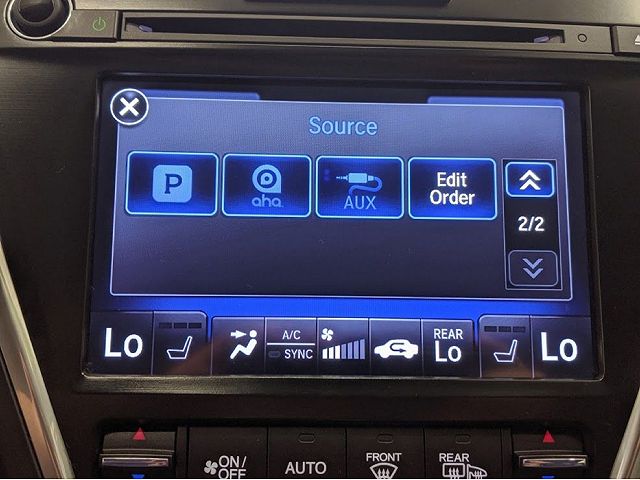 Source
P
aha
AUX
Edit
Order
2/2
Lo
A/C
SYNC
REAR
Lo
Lo
ON/
OFF
AUTO
FRONT
REAR